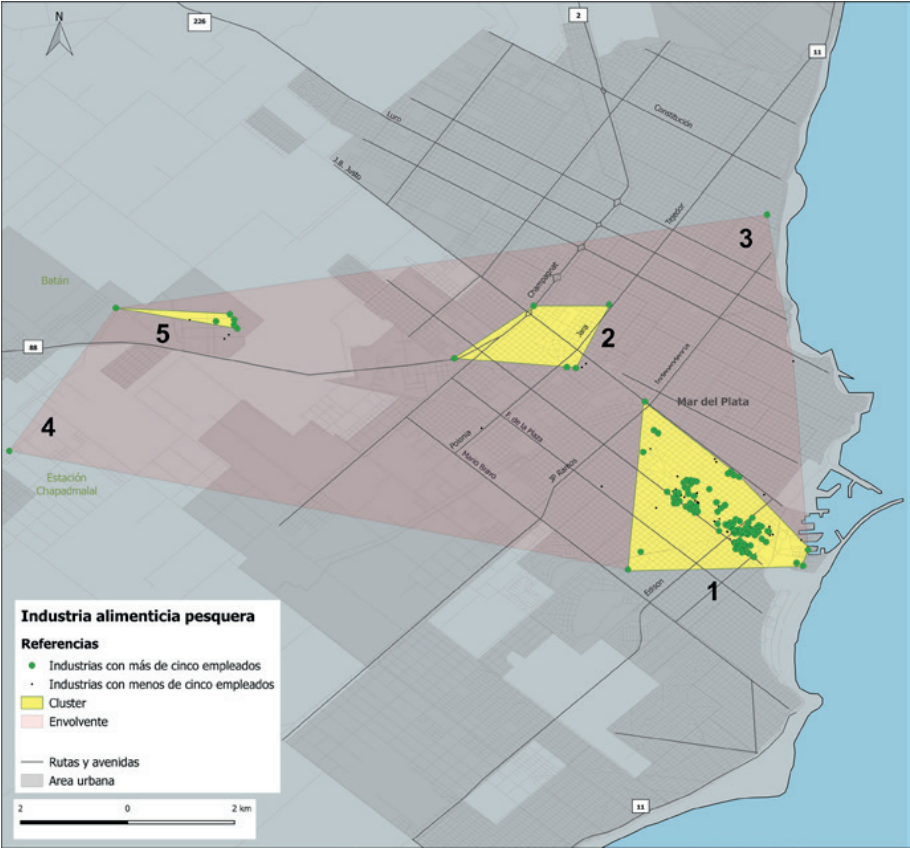 N
226
2
11
Constitución
Luro
J.B. Justo
Tejedor
3
Champagnat
Batán
5
2
Jara
88
Independencia
Mar del Plata
4
F. de la Plaza
Polonia
Mario Bravo
JP Ramos
Estación
Chapadmalal
Edison
1
Industria alimenticia pesquera
Referencias
Industrias con más de cinco empleados
Industrias con menos de cinco empleados
Cluster
Envolvente
Rutas y avenidas
Area urbana
2 0 2 km
11